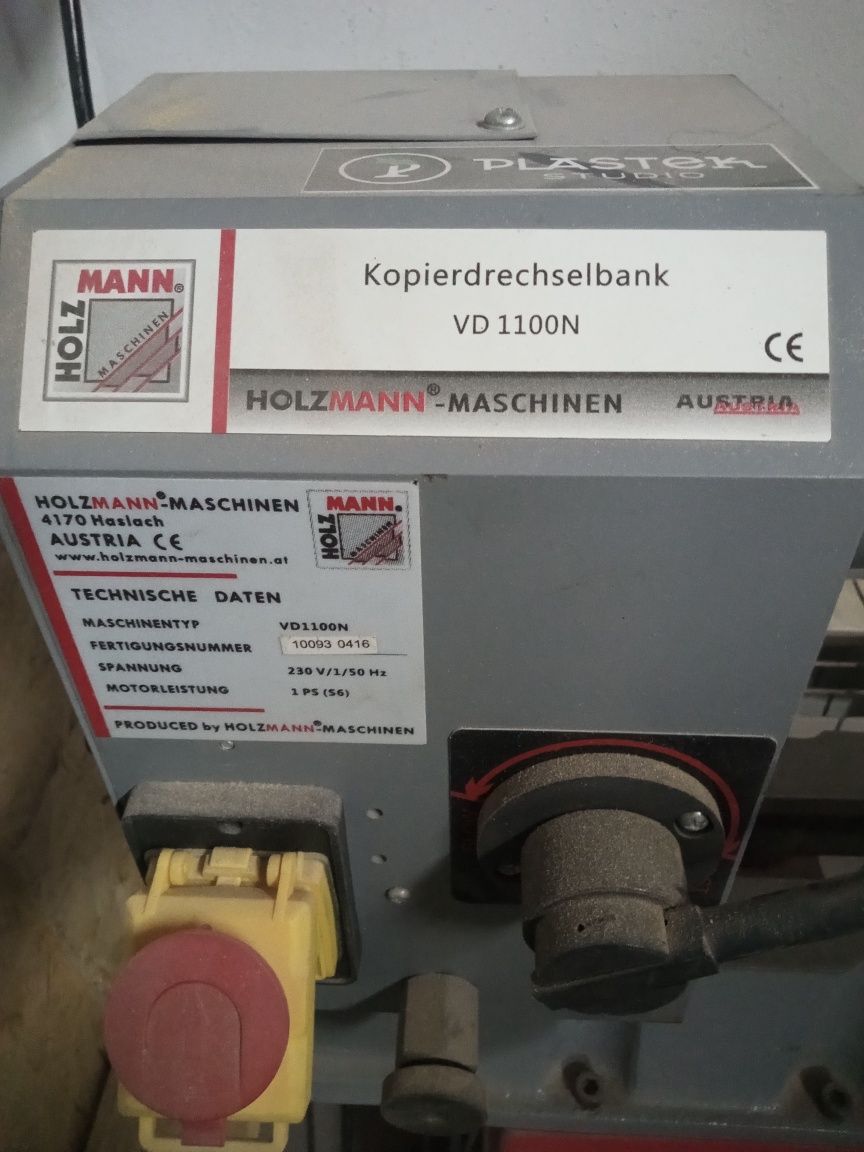 PLASTEK
STUDIO
HOLZ
MANN®
MASCHINEN
Kopierdrechselbank
VD 1100N
CE
HOLZMANN®-MASCHINEN AUSTRIA
AUSTRIA
HOLZMANN®-MASCHINEN
4170 Haslach
AUSTRIA CE
www.holzmann-maschinen.at
HOLZ
MANN®
MASCHINEN
TECHNISCHE DATEN
MASCHINENTYP VD1100N
FERTIGUNGSNUMMER 10093 0416
SPANNUNG 230 V/1/50 Hz
MOTORLEISTUNG 1 PS (S6)
PRODUCED by HOLZMANN®-MASCHINEN